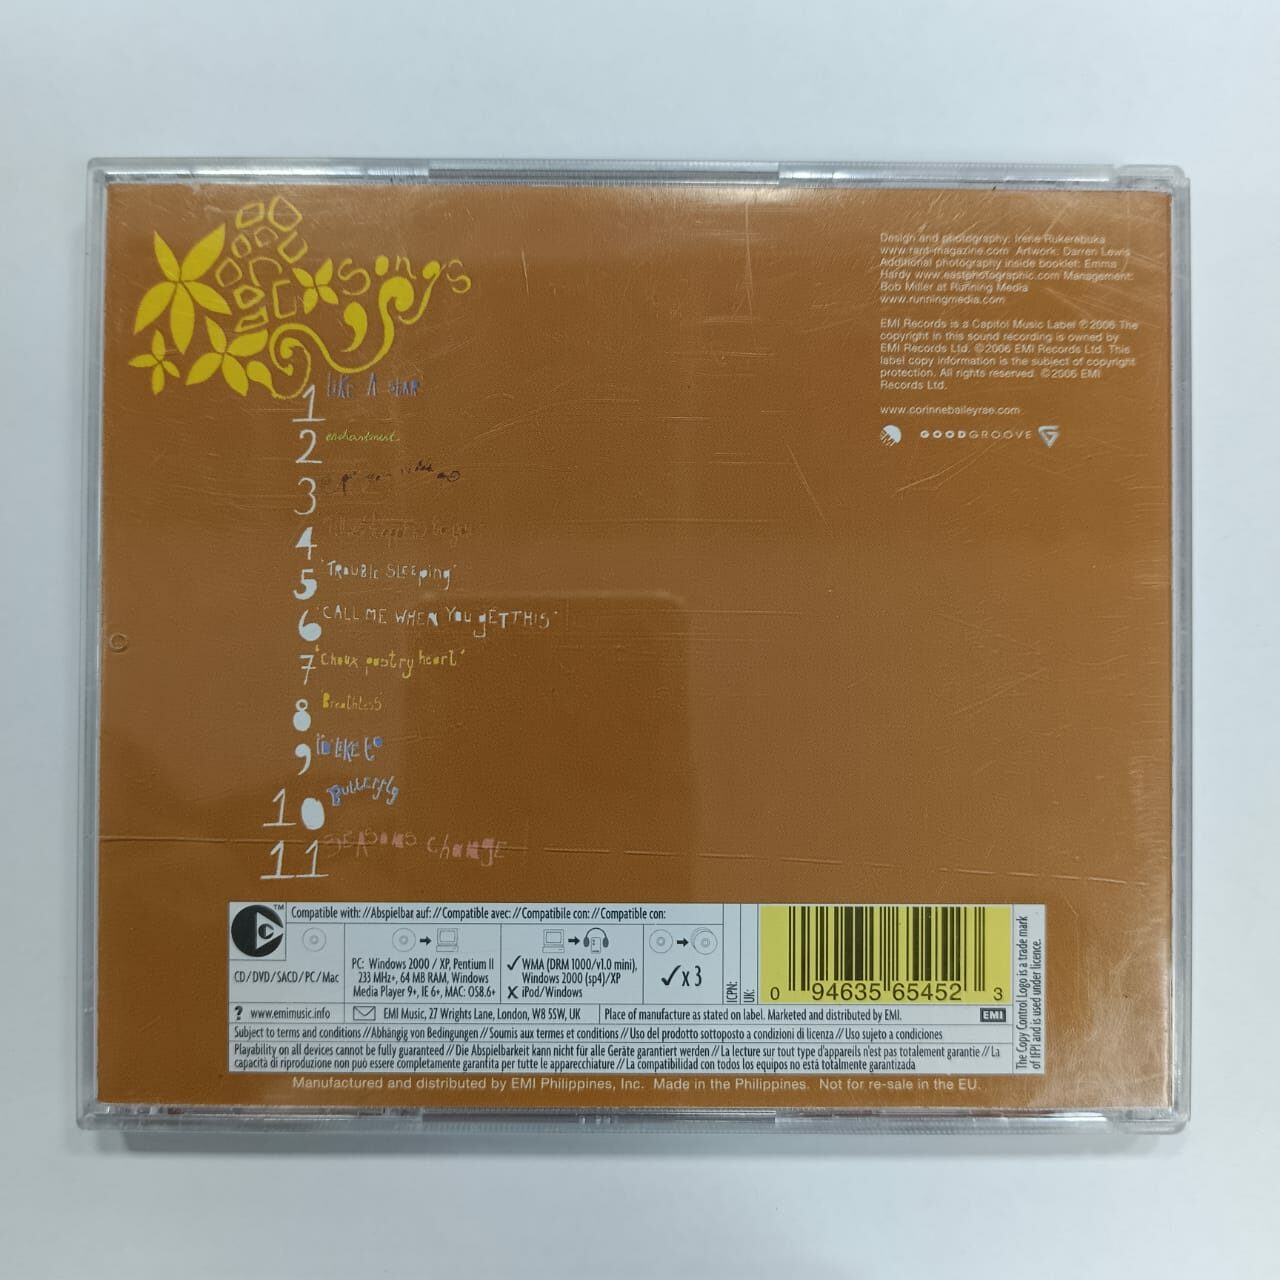 songs
1 LIKE A STAR
2 enchantment
3
4
5 'TROUBLE SLEEPING'
6 'CALL ME WHEN YOU GET THIS'
7 'Choux pastry heart'
8 'Breathless'
9 I'D LIKE to
10 Butterfly
11 SEASONS change
Design and photography: Irene Rukerebuka
www.rant-magazine.com Artwork: Darren Lewis
Additional photography inside booklet: Emma
Hardy www.eastphotographic.com Management:
Bob Miller at Running Media
www.runningmedia.com
EMI Records is a Capitol Music Label ℗ 2006 The
copyright in this sound recording is owned by
EMI Records Ltd. ©2006 EMI Records Ltd. This
label copy information is the subject of copyright
protection. All rights reserved. ©2006 EMI
Records Ltd.
www.corinnebaileyrae.com
EMI GOODGROOVE
Compatible with: // Abspielbar auf: // Compatible avec: // Compatibile con: // Compatible con:
CD / DVD / SACD / PC / Mac
PC: Windows 2000 / XP, Pentium II
233 MHz+, 64 MB RAM, Windows
Media Player 9+, IE 6+, MAC: OS8.6+
✓ WMA (DRM 1000/v1.0 mini),
Windows 2000 (sp4)/XP
X iPod/Windows
✓ x 3
ICPN:
UK:
0 94635 65452 3
? www.emimusic.info
EMI Music, 27 Wrights Lane, London, W8 5SW, UK
Place of manufacture as stated on label. Marketed and distributed by EMI.
EMI
Subject to terms and conditions // Abhängig von Bedingungen // Soumis aux termes et conditions // Uso del prodotto sottoposto a condizioni di licenza // Uso sujeto a condiciones
Playability on all devices cannot be fully guaranteed // Die Abspielbarkeit kann nicht für alle Geräte garantiert werden // La lecture sur tout type d'appareils n'est pas totalement garantie // La
capacità di riproduzione non può essere completamente garantita per tutte le apparecchiature // La compatibilidad con todos los equipos no está totalmente garantizada
The Copy Control Logo is a trade mark
of IFPI and is used under licence.
Manufactured and distributed by EMI Philippines, Inc. Made in the Philippines. Not for re-sale in the EU.